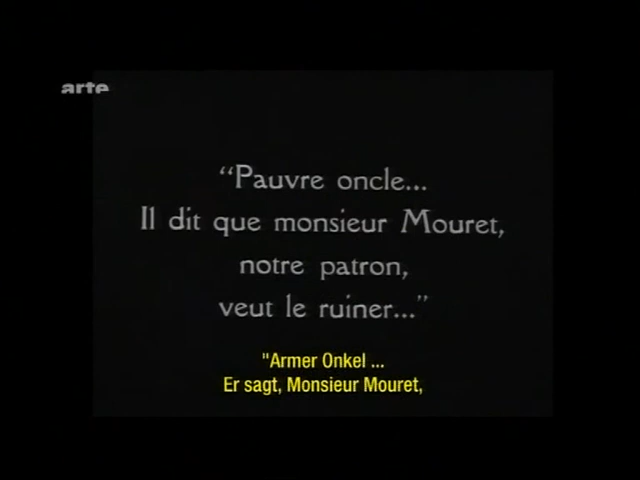 arte
"Pauvre oncle...
Il dit que monsieur Mouret,
notre patron,
veut le ruiner..."
"Armer Onkel ...
Er sagt, Monsieur Mouret,